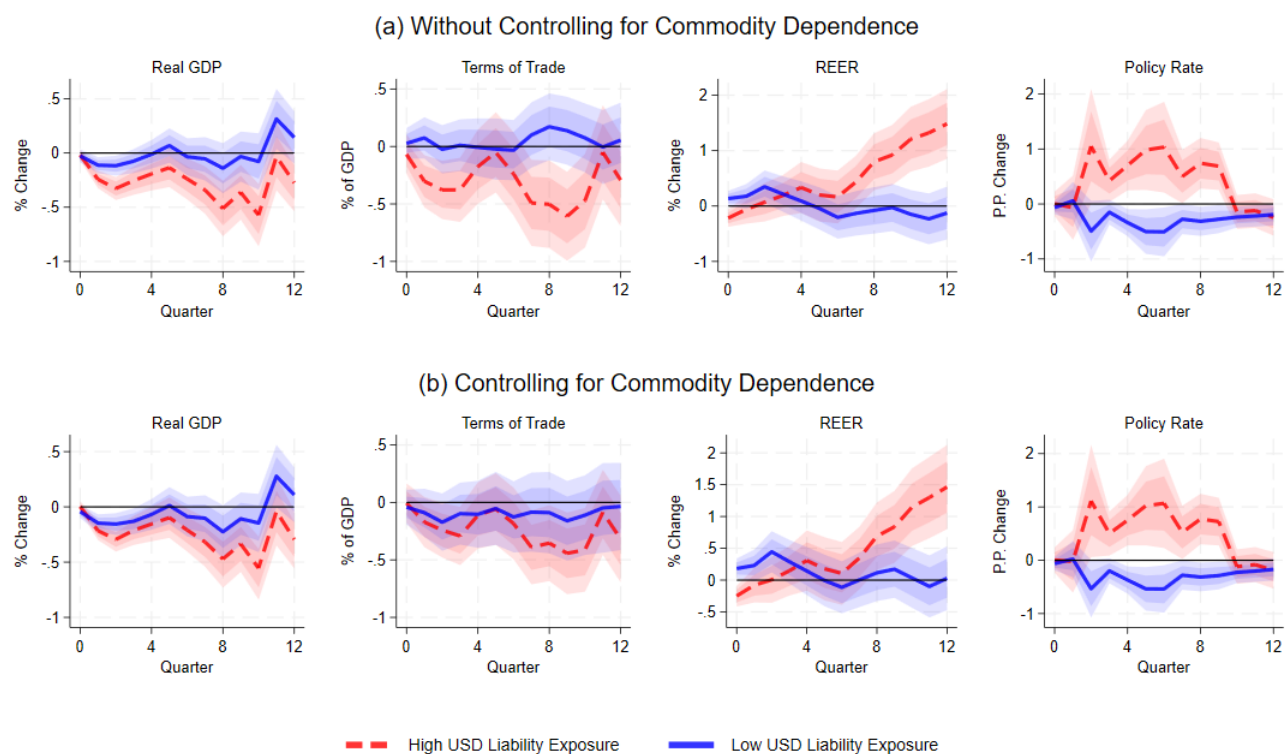 (a) Without Controlling for Commodity Dependence
Real GDP
Terms of Trade
REER
Policy Rate
% Change
.5
0
-.5
-1
0 4 8 12
Quarter
% of GDP
.5
0
-.5
-1
0 4 8 12
Quarter
% Change
2
1
0
-1
0 4 8 12
Quarter
P.P. Change
2
1
0
-1
0 4 8 12
Quarter
(b) Controlling for Commodity Dependence
Real GDP
Terms of Trade
REER
Policy Rate
% Change
.5
0
-.5
-1
0 4 8 12
Quarter
% of GDP
.5
0
-.5
-1
0 4 8 12
Quarter
% Change
2
1.5
1
.5
0
-.5
0 4 8 12
Quarter
P.P. Change
2
1
0
-1
0 4 8 12
Quarter
High USD Liability Exposure
Low USD Liability Exposure